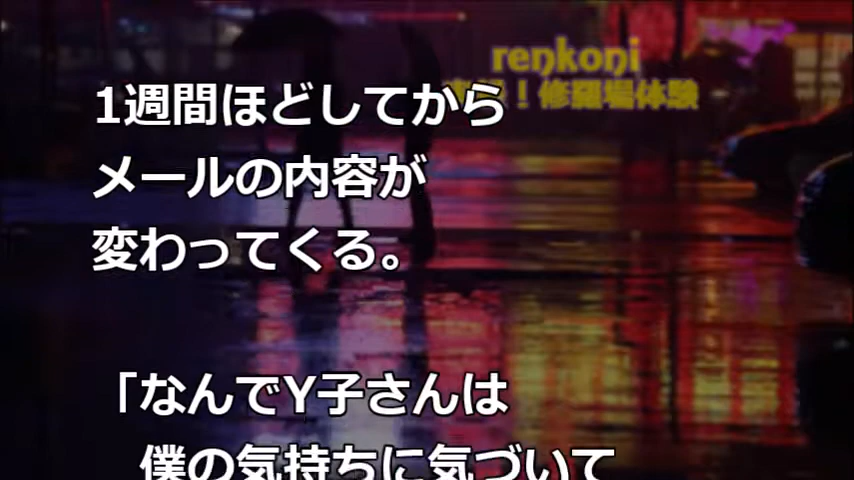 renkoni
！修羅場体験
1週間ほどしてから
メールの内容が
変わってくる。
「なんでY子さんは
僕の気持ちに気づいて